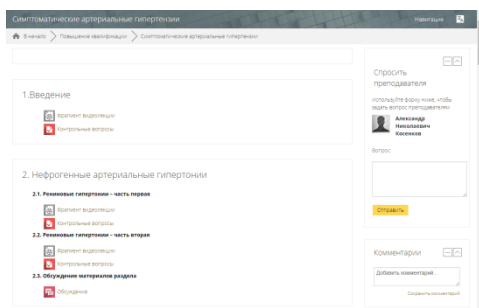 Симптоматические артериальные гипертензии
Навигация
В начало
Повышение квалификации
Симптоматические артериальные гипертензии
1.Введение
Фрагмент видеолекции
Контрольные вопросы
2. Нефрогенные артериальные гипертонии
2.1. Рениновые гипертонии – часть первая
Фрагмент видеолекции
Контрольные вопросы
2.2. Рениновые гипертонии – часть вторая
Фрагмент видеолекции
Контрольные вопросы
2.3. Обсуждение материалов раздела
Обсуждение
Спросить
преподавателя
Используйте форму ниже, чтобы
задать вопрос преподавателям
Александр
Николаевич
Косенков
Вопрос:
Отправить
Комментарии
Добавить комментарий...
Сохранить комментарий